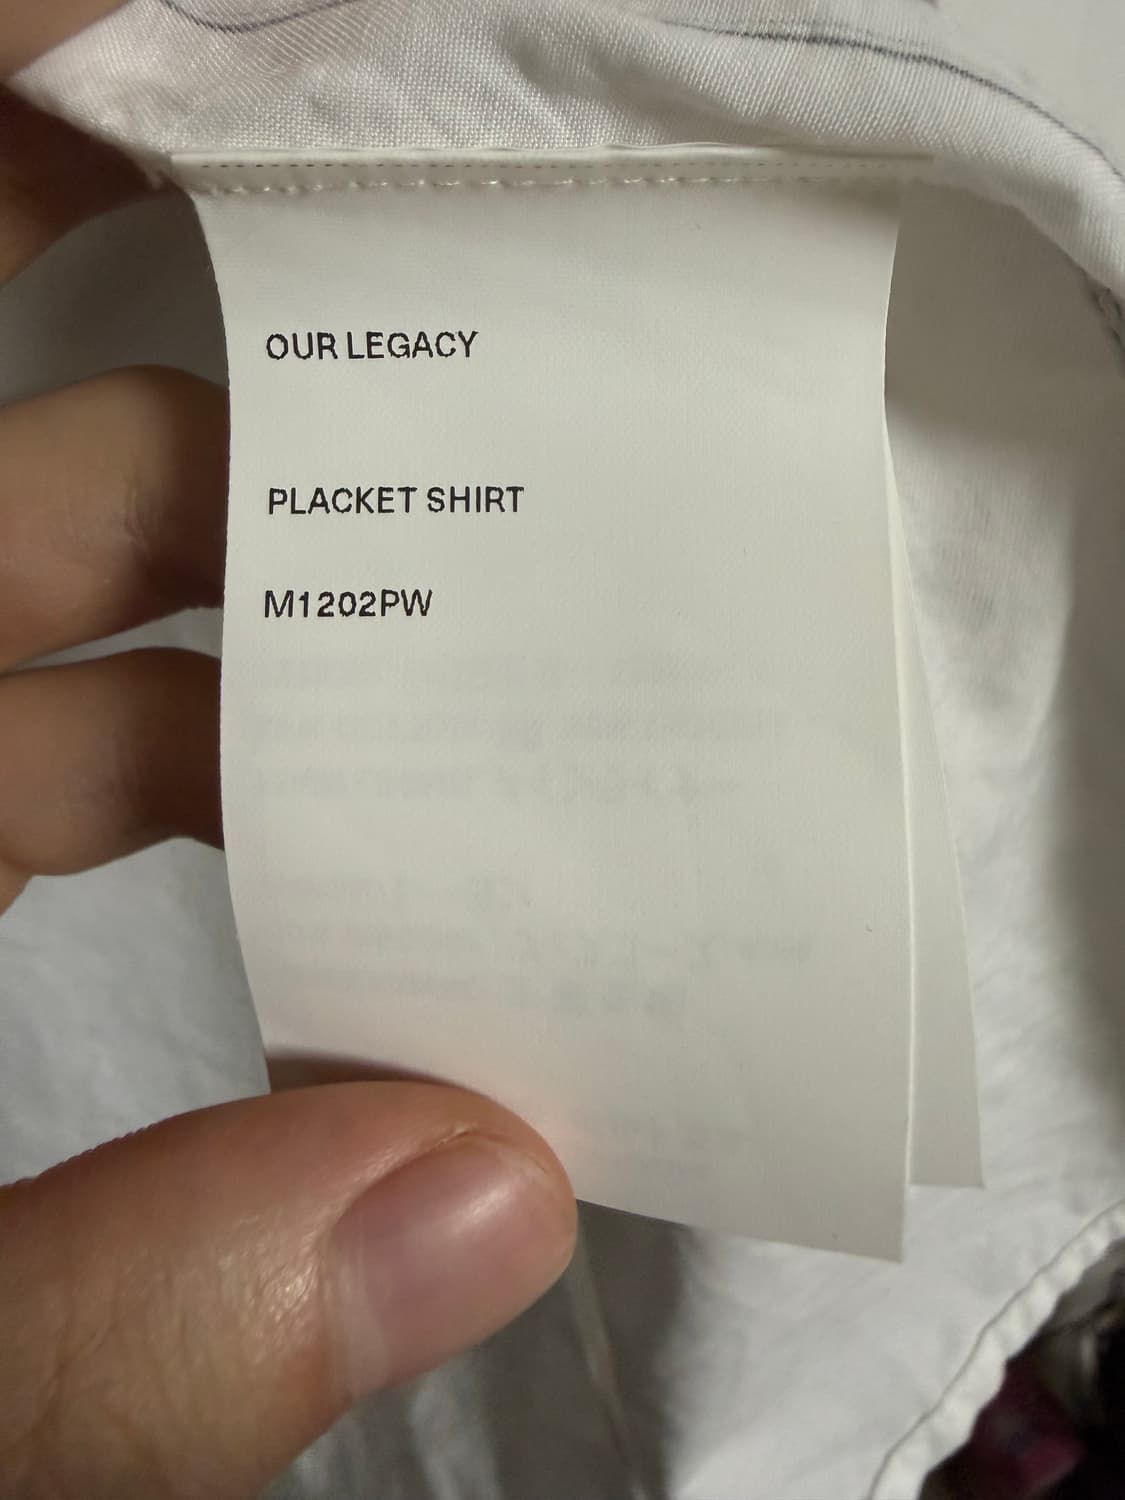 OUR LEGACY
PLACKET SHIRT
M1202PW